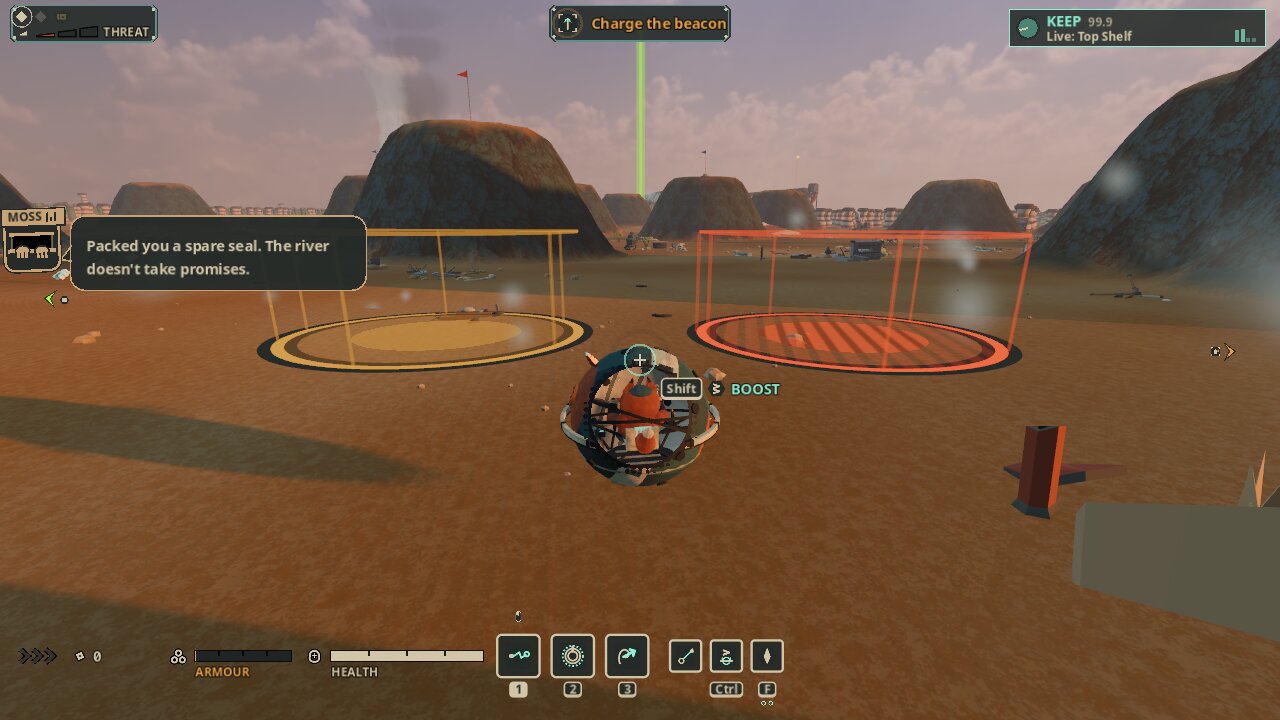 THREAT
Charge the beacon
KEEP 99.9
Live: Top Shelf
MOSS
Packed you a spare seal. The river
doesn't take promises.
Shift BOOST
0
ARMOUR
HEALTH
1 2 3 Ctrl F